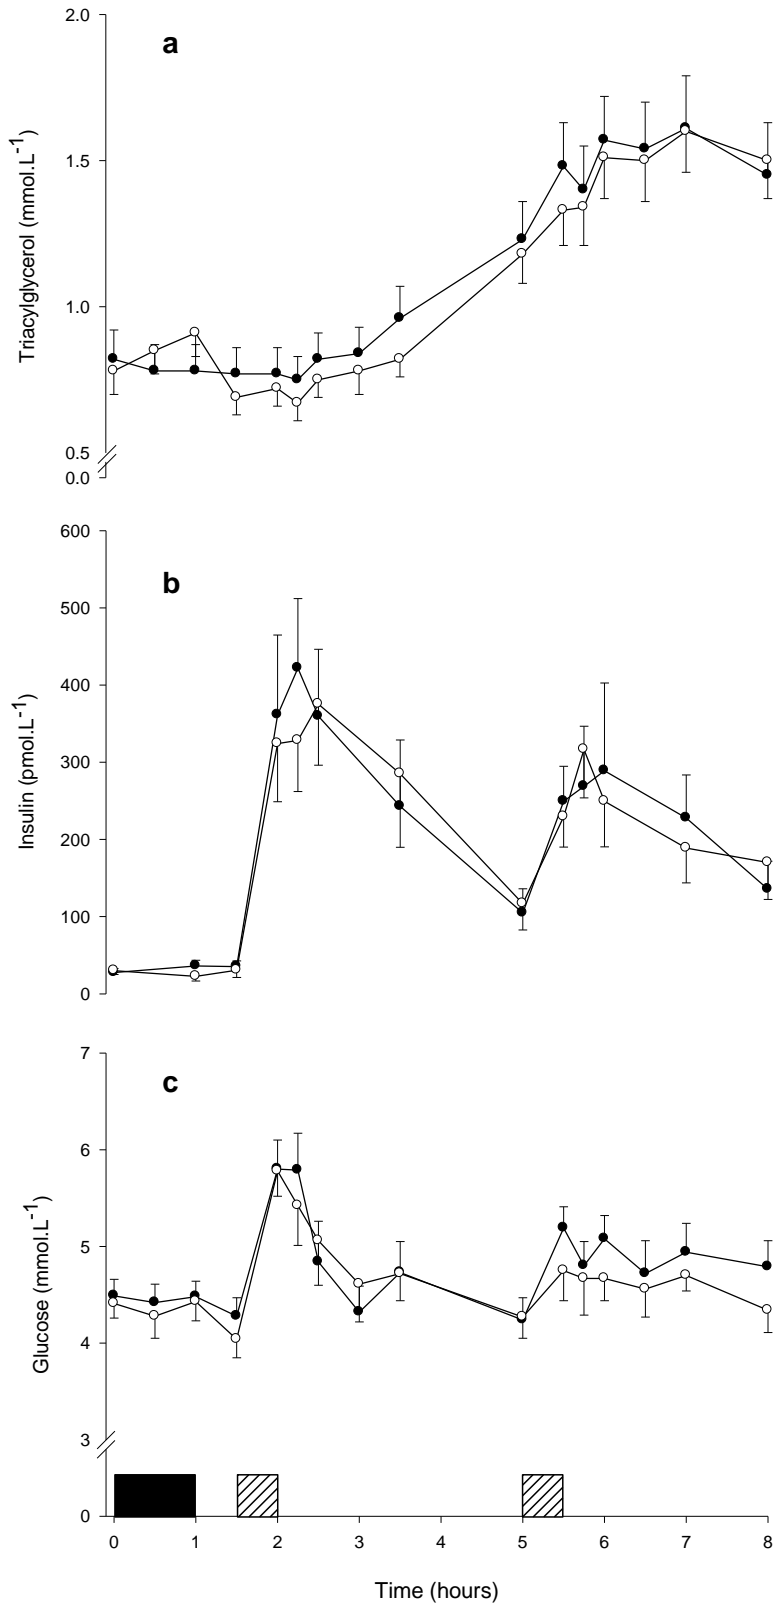 a
Triacylglycerol (mmol.L-1)
2.0
1.5
1.0
0.5
0.0
b
Insulin (pmol.L-1)
600
500
400
300
200
100
0
c
Glucose (mmol.L-1)
7
6
5
4
3
0
0 1 2 3 4 5 6 7 8
Time (hours)